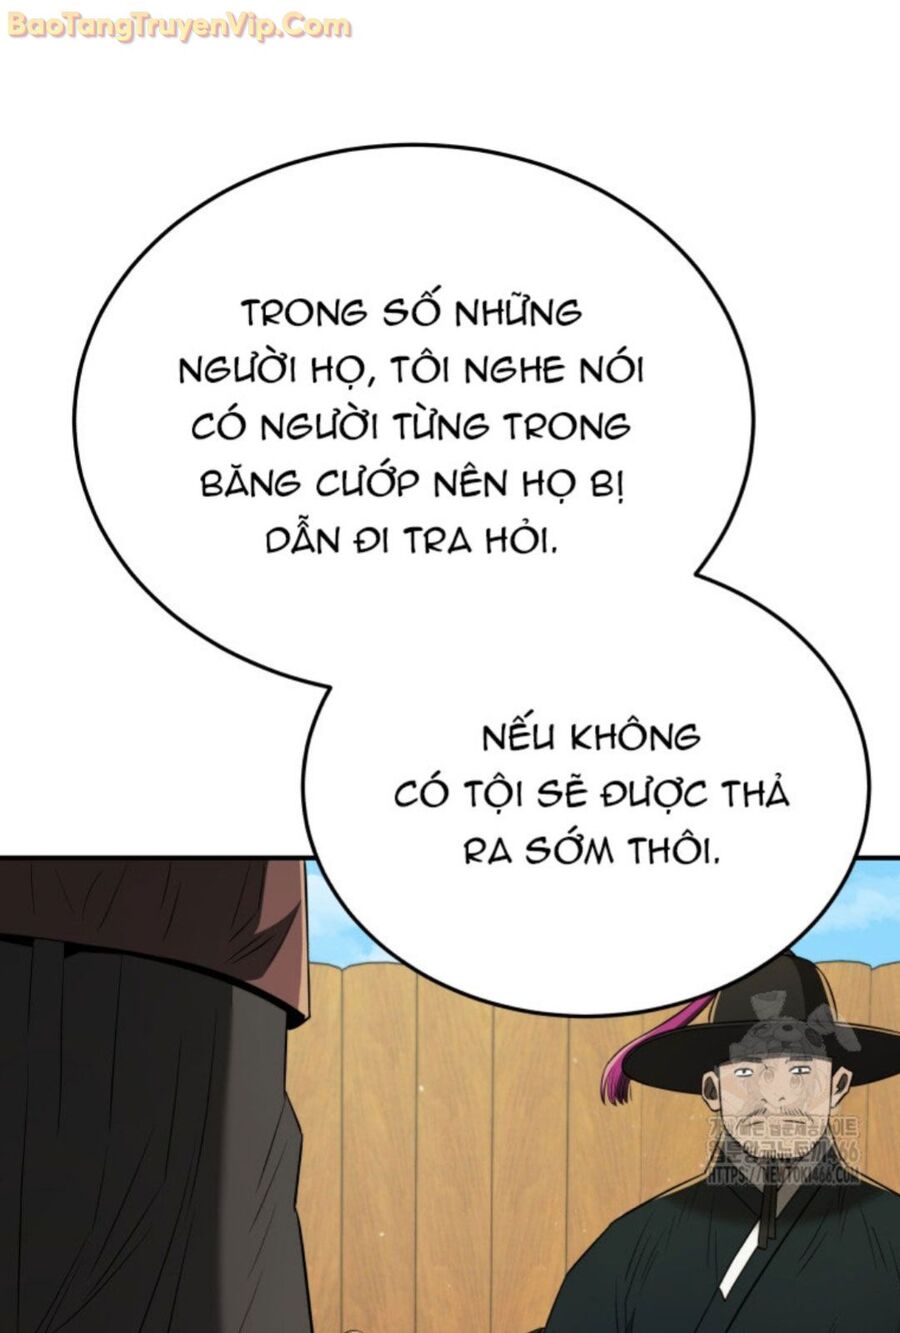 BaoTangTruyenVip.Com
TRONG SỐ NHỮNG
NGƯỜI HỌ, TÔI NGHE NÓI
CÓ NGƯỜI TỪNG TRONG
BĂNG CƯỚP NÊN HỌ BỊ
DẪN ĐI TRA HỎI.
NẾU KHÔNG
CÓ TỘI SẼ ĐƯỢC THẢ
RA SỚM THÔI.
HTTPS://NEWTOKI466.COM